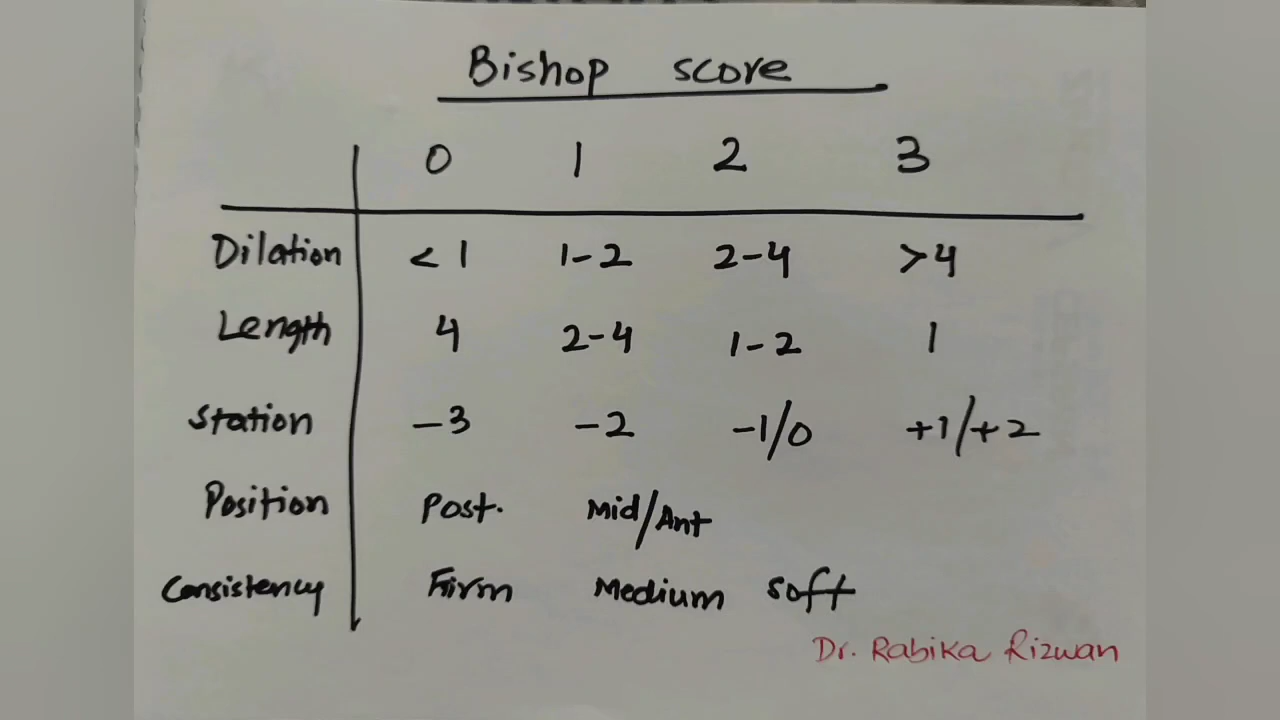 Bishop score
0 1 2 3
Dilation < 1 1-2 2-4 >4
Length 4 2-4 1-2 1
Station -3 -2 -1/0 +1/+2
Position Post. Mid/Ant
Consistency Firm Medium Soft
Dr. Rabika Rizwan